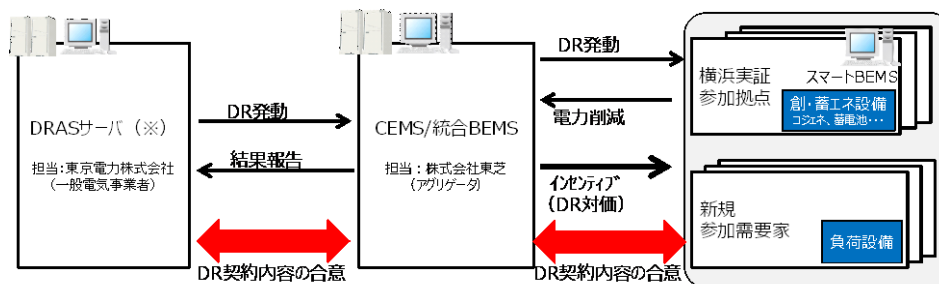 DRASサーバ（※）
担当：東京電力株式会社
（一般電気事業者）
DR発動
結果報告
DR契約内容の合意
CEMS/統合BEMS
担当：株式会社東芝
（アグリゲータ）
DR発動
電力削減
インセンティブ
（DR対価）
DR契約内容の合意
横浜実証
参加拠点
スマートBEMS
創・蓄エネ設備
コジェネ、蓄電池・・・
新規
参加需要家
負荷設備